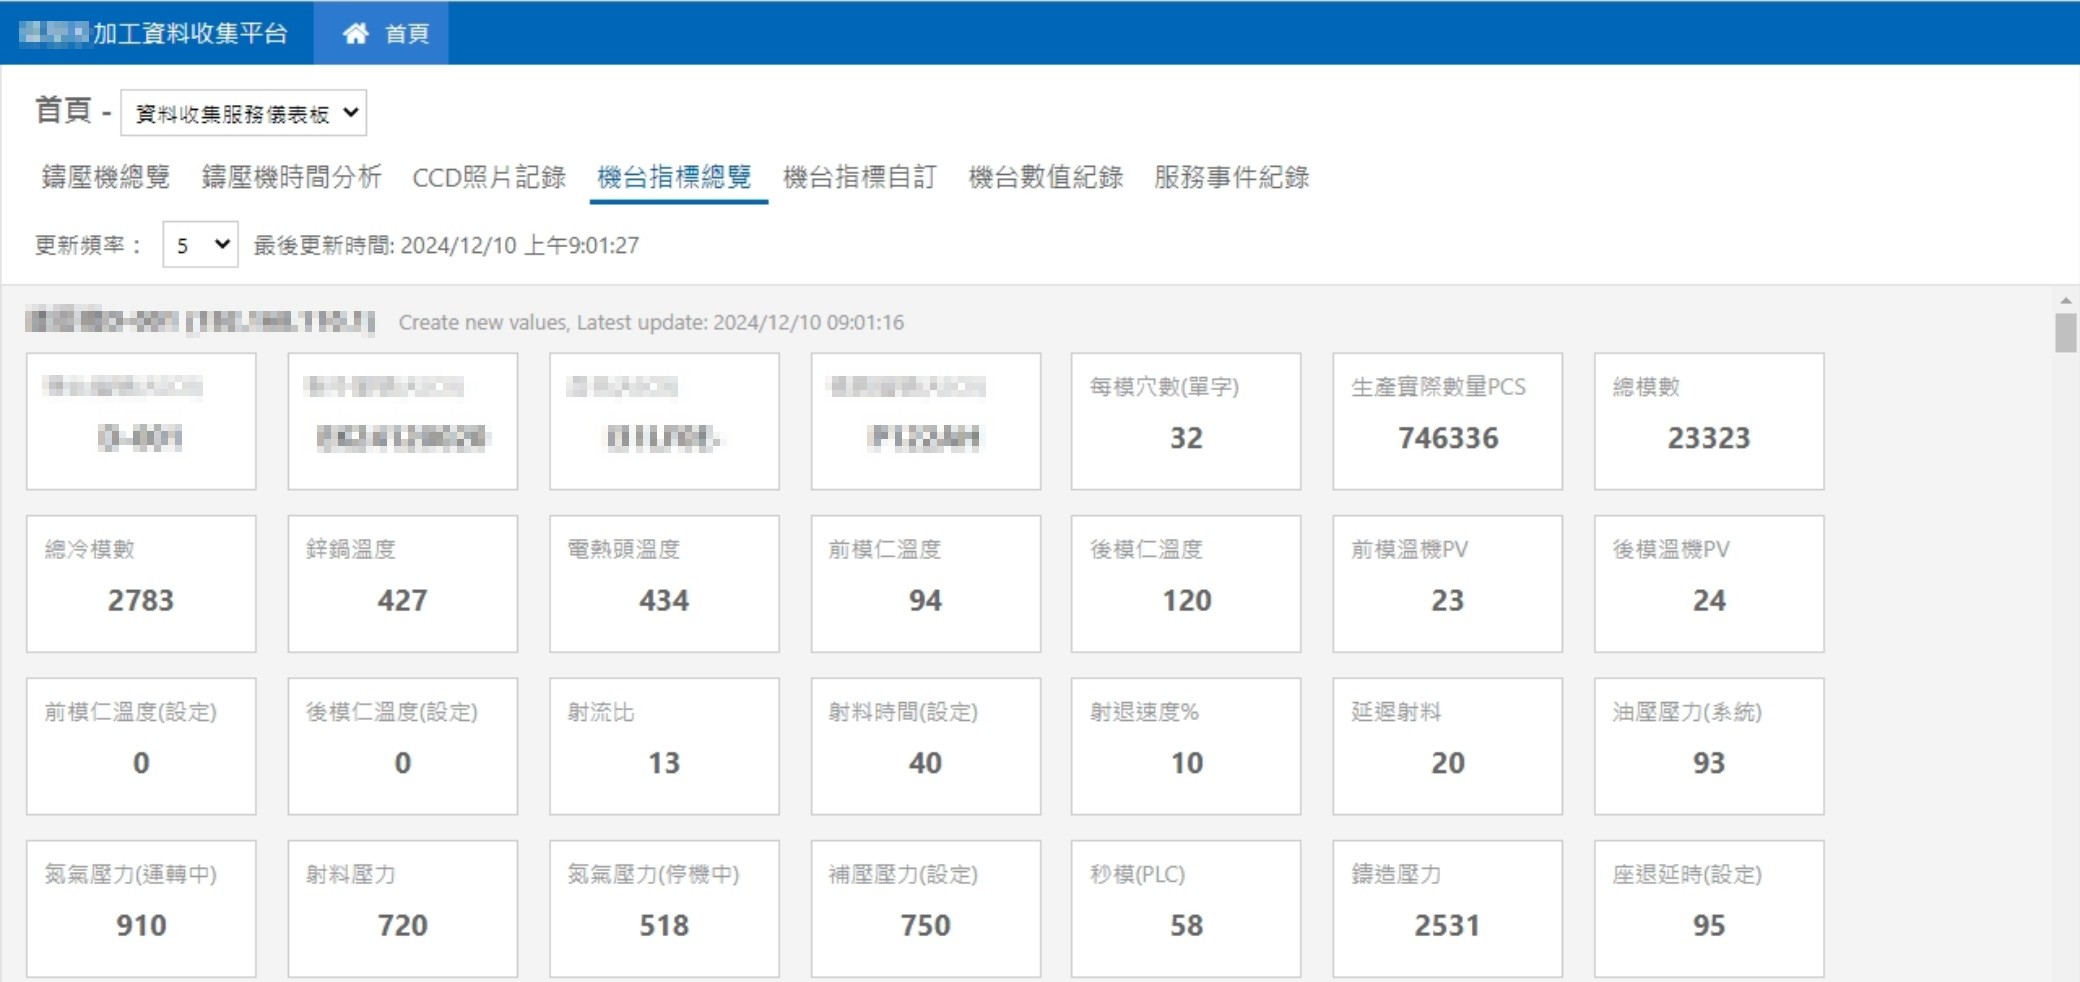 加工資料收集平台 首頁
首頁 - 資料收集服務儀表板
鑄壓機總覽 鑄壓機時間分析 CCD照片記錄 機台指標總覽 機台指標自訂 機台數值紀錄 服務事件紀錄
更新頻率： 5 最後更新時間: 2024/12/10 上午9:01:27
Create new values, Latest update: 2024/12/10 09:01:16
每模穴數(單字) 生產實際數量PCS 總模數
32 746336 23323
總冷模數 鋅鍋溫度 電熱頭溫度 前模仁溫度 後模仁溫度 前模溫機PV 後模溫機PV
2783 427 434 94 120 23 24
前模仁溫度(設定) 後模仁溫度(設定) 射流比 射料時間(設定) 射退速度% 延遲射料 油壓壓力(系統)
0 0 13 40 10 20 93
氮氣壓力(運轉中) 射料壓力 氮氣壓力(停機中) 補壓壓力(設定) 秒模(PLC) 鑄造壓力 座退延時(設定)
910 720 518 750 58 2531 95